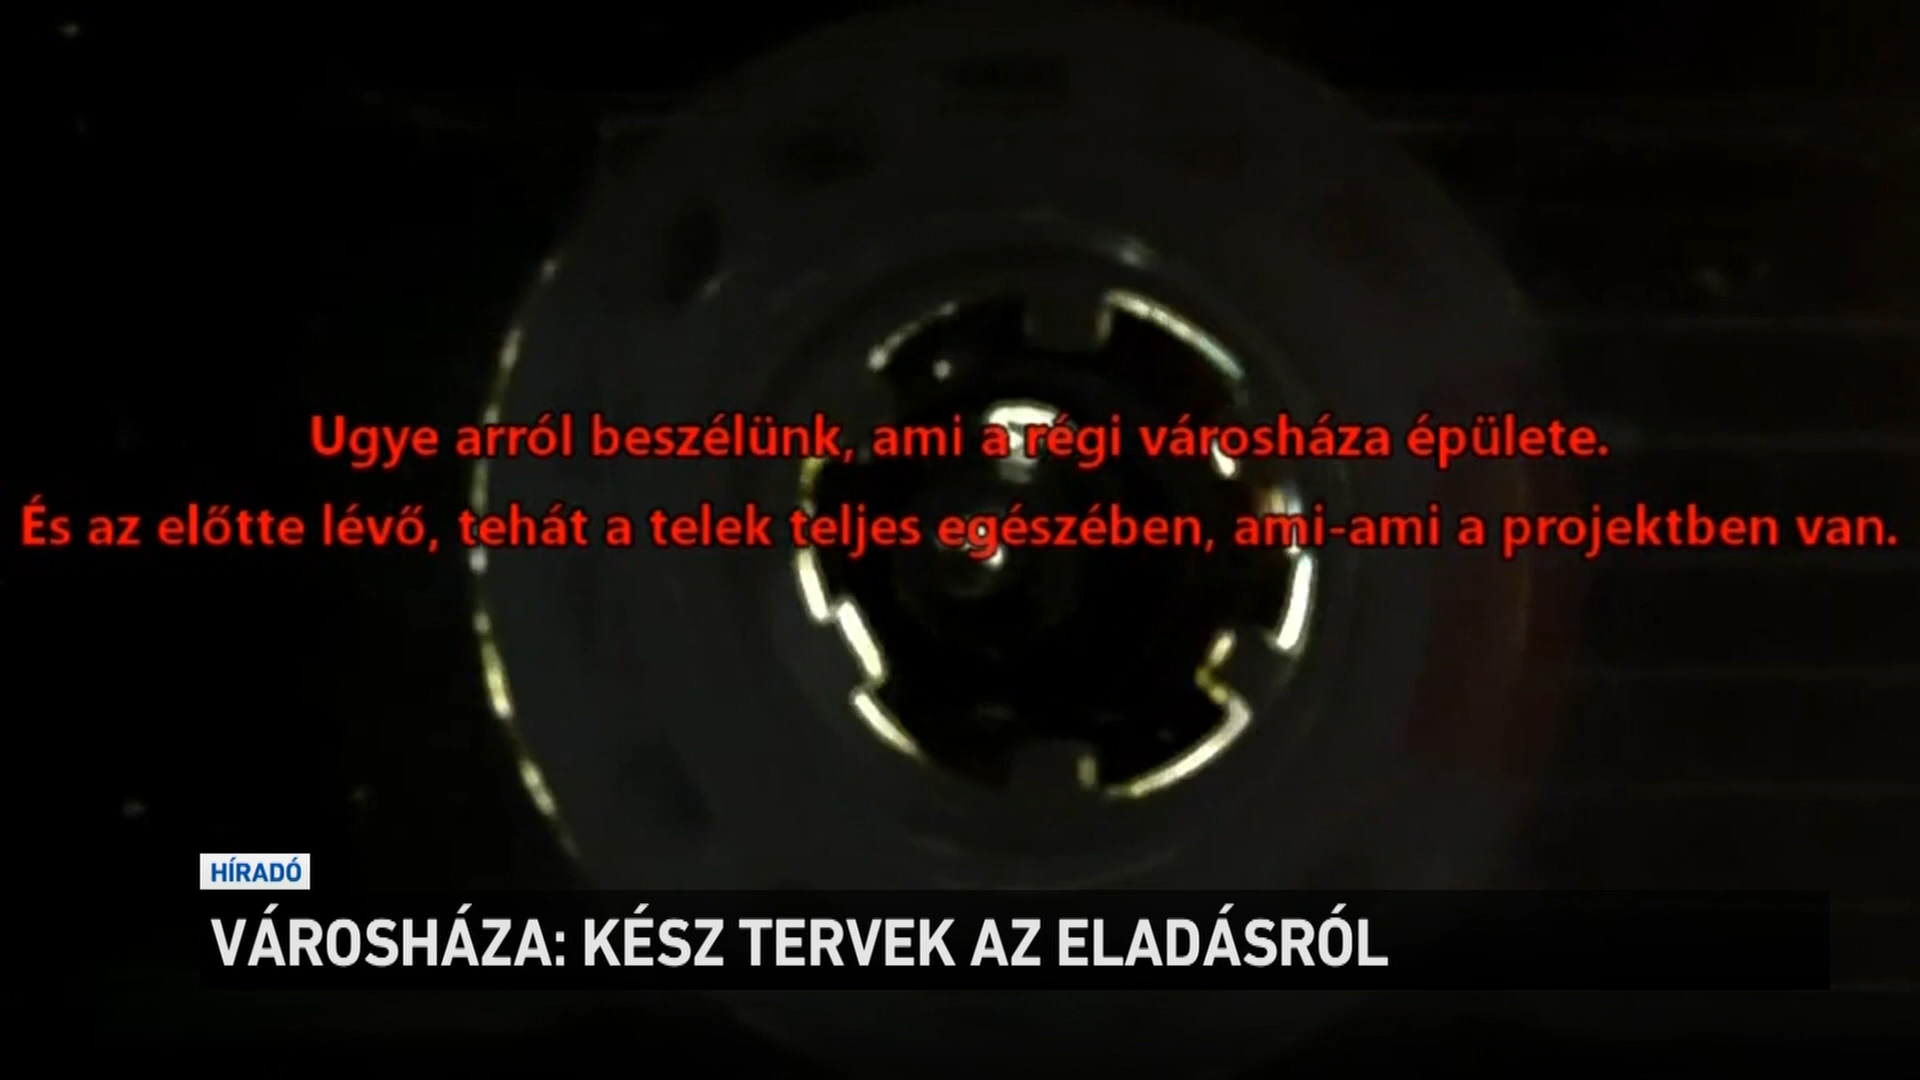 Ugye arról beszélünk, ami a régi városháza épülete.
És az előtte lévő, tehát a telek teljes egészében, ami-ami a projektben van.
HÍRADÓ
VÁROSHÁZA: KÉSZ TERVEK AZ ELADÁSRÓL